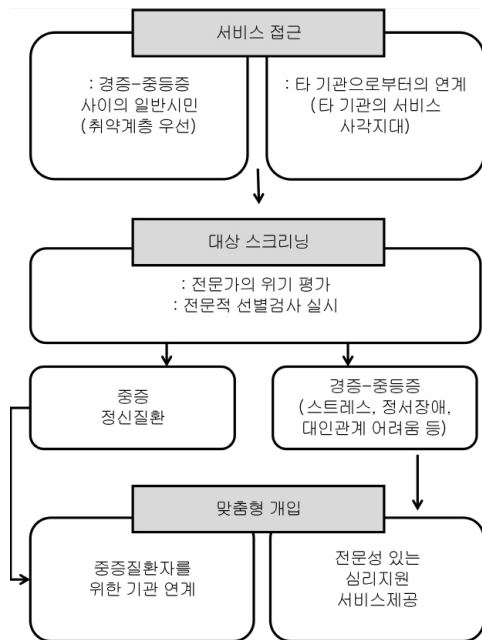 서비스 접근
: 경증-중등증
사이의 일반시민
(취약계층 우선)
: 타 기관으로부터의 연계
(타 기관의 서비스
사각지대)
대상 스크리닝
: 전문가의 위기 평가
: 전문적 선별검사 실시
중증
정신질환
경증-중등증
(스트레스, 정서장애,
대인관계 어려움 등)
맞춤형 개입
중증질환자를
위한 기관 연계
전문성 있는
심리지원
서비스제공